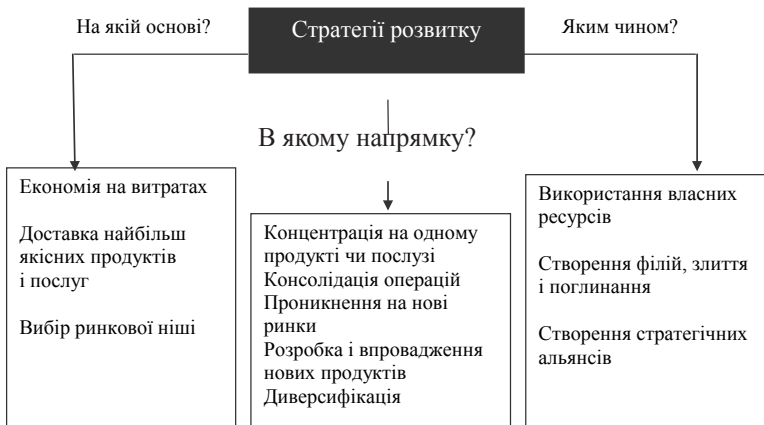 На якій основі?
Стратегії розвитку
Яким чином?
В якому напрямку?
Економія на витратах
Доставка найбільш
якісних продуктів
і послуг
Вибір ринкової ніші
Концентрація на одному
продукті чи послузі
Консолідація операцій
Проникнення на нові
ринки
Розробка і впровадження
нових продуктів
Диверсифікація
Використання власних
ресурсів
Створення філій, злиття
і поглинання
Створення стратегічних
альянсів